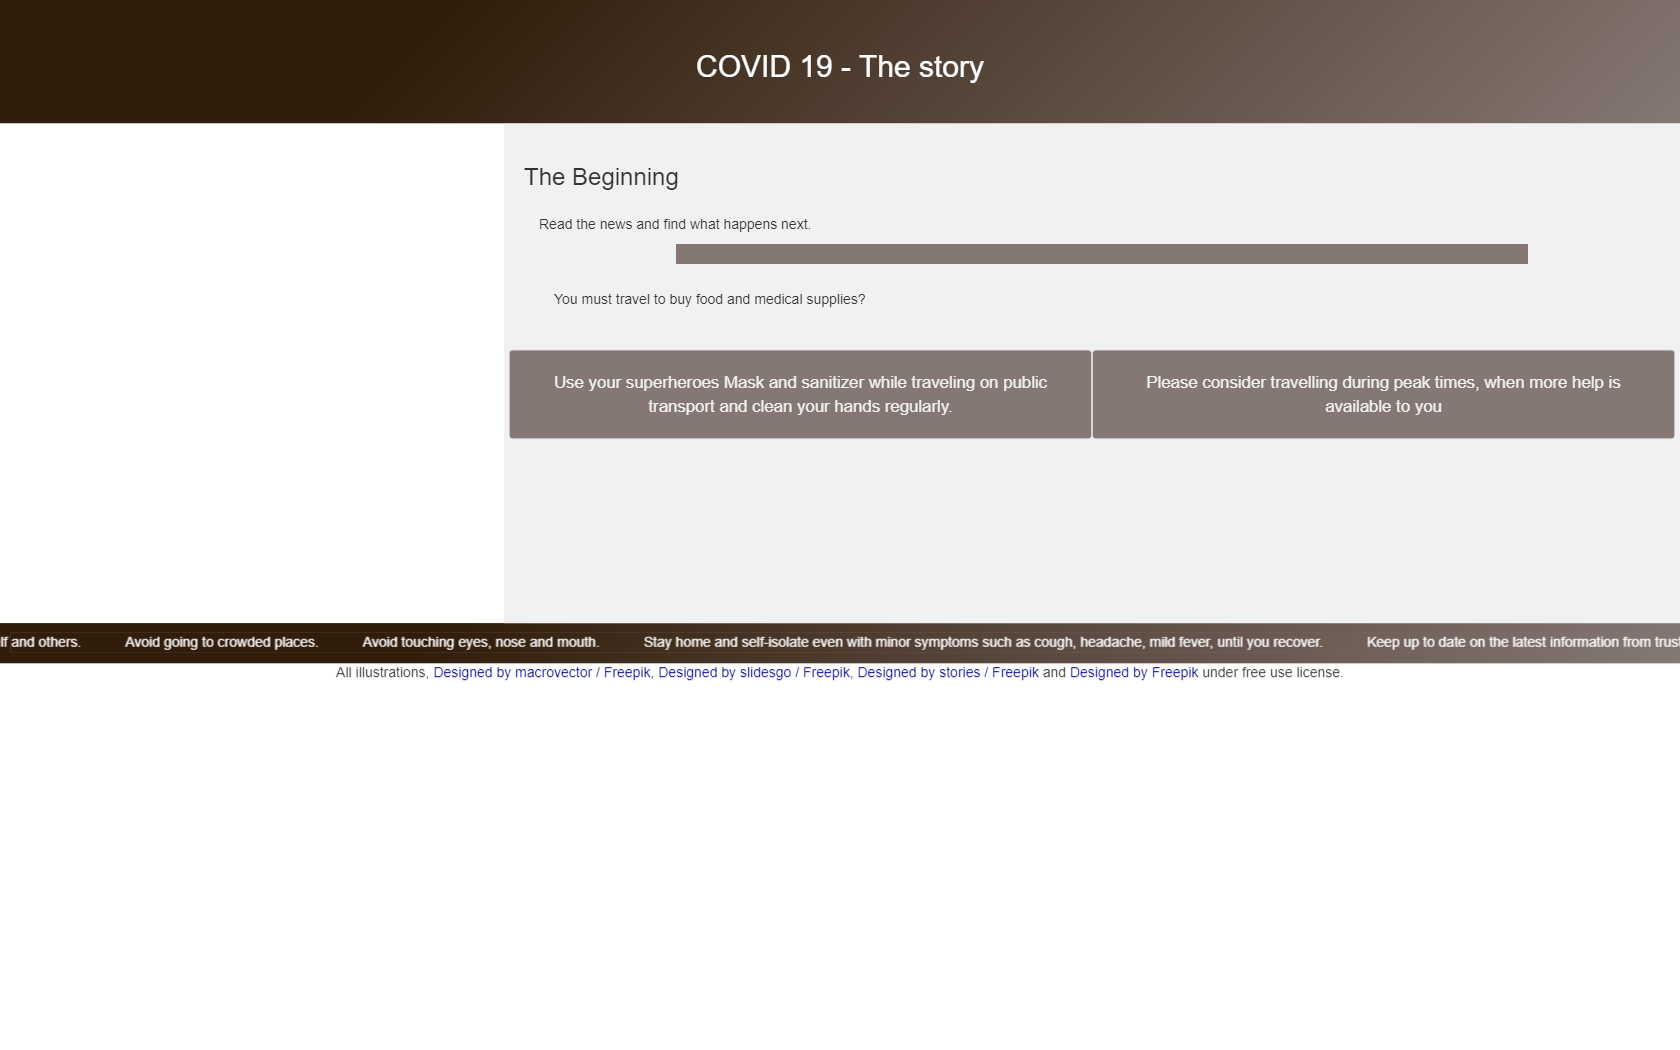 COVID 19 - The story
The Beginning
Read the news and find what happens next.
You must travel to buy food and medical supplies?
Use your superheroes Mask and sanitizer while traveling on public
transport and clean your hands regularly.
Please consider travelling during peak times, when more help is
available to you
and others. Avoid going to crowded places. Avoid touching eyes, nose and mouth. Stay home and self-isolate even with minor symptoms such as cough, headache, mild fever, until you recover. Keep up to date on the latest information from
All illustrations, Designed by macrovector / Freepik, Designed by slidesgo / Freepik, Designed by stories / Freepik and Designed by Freepik under free use license.